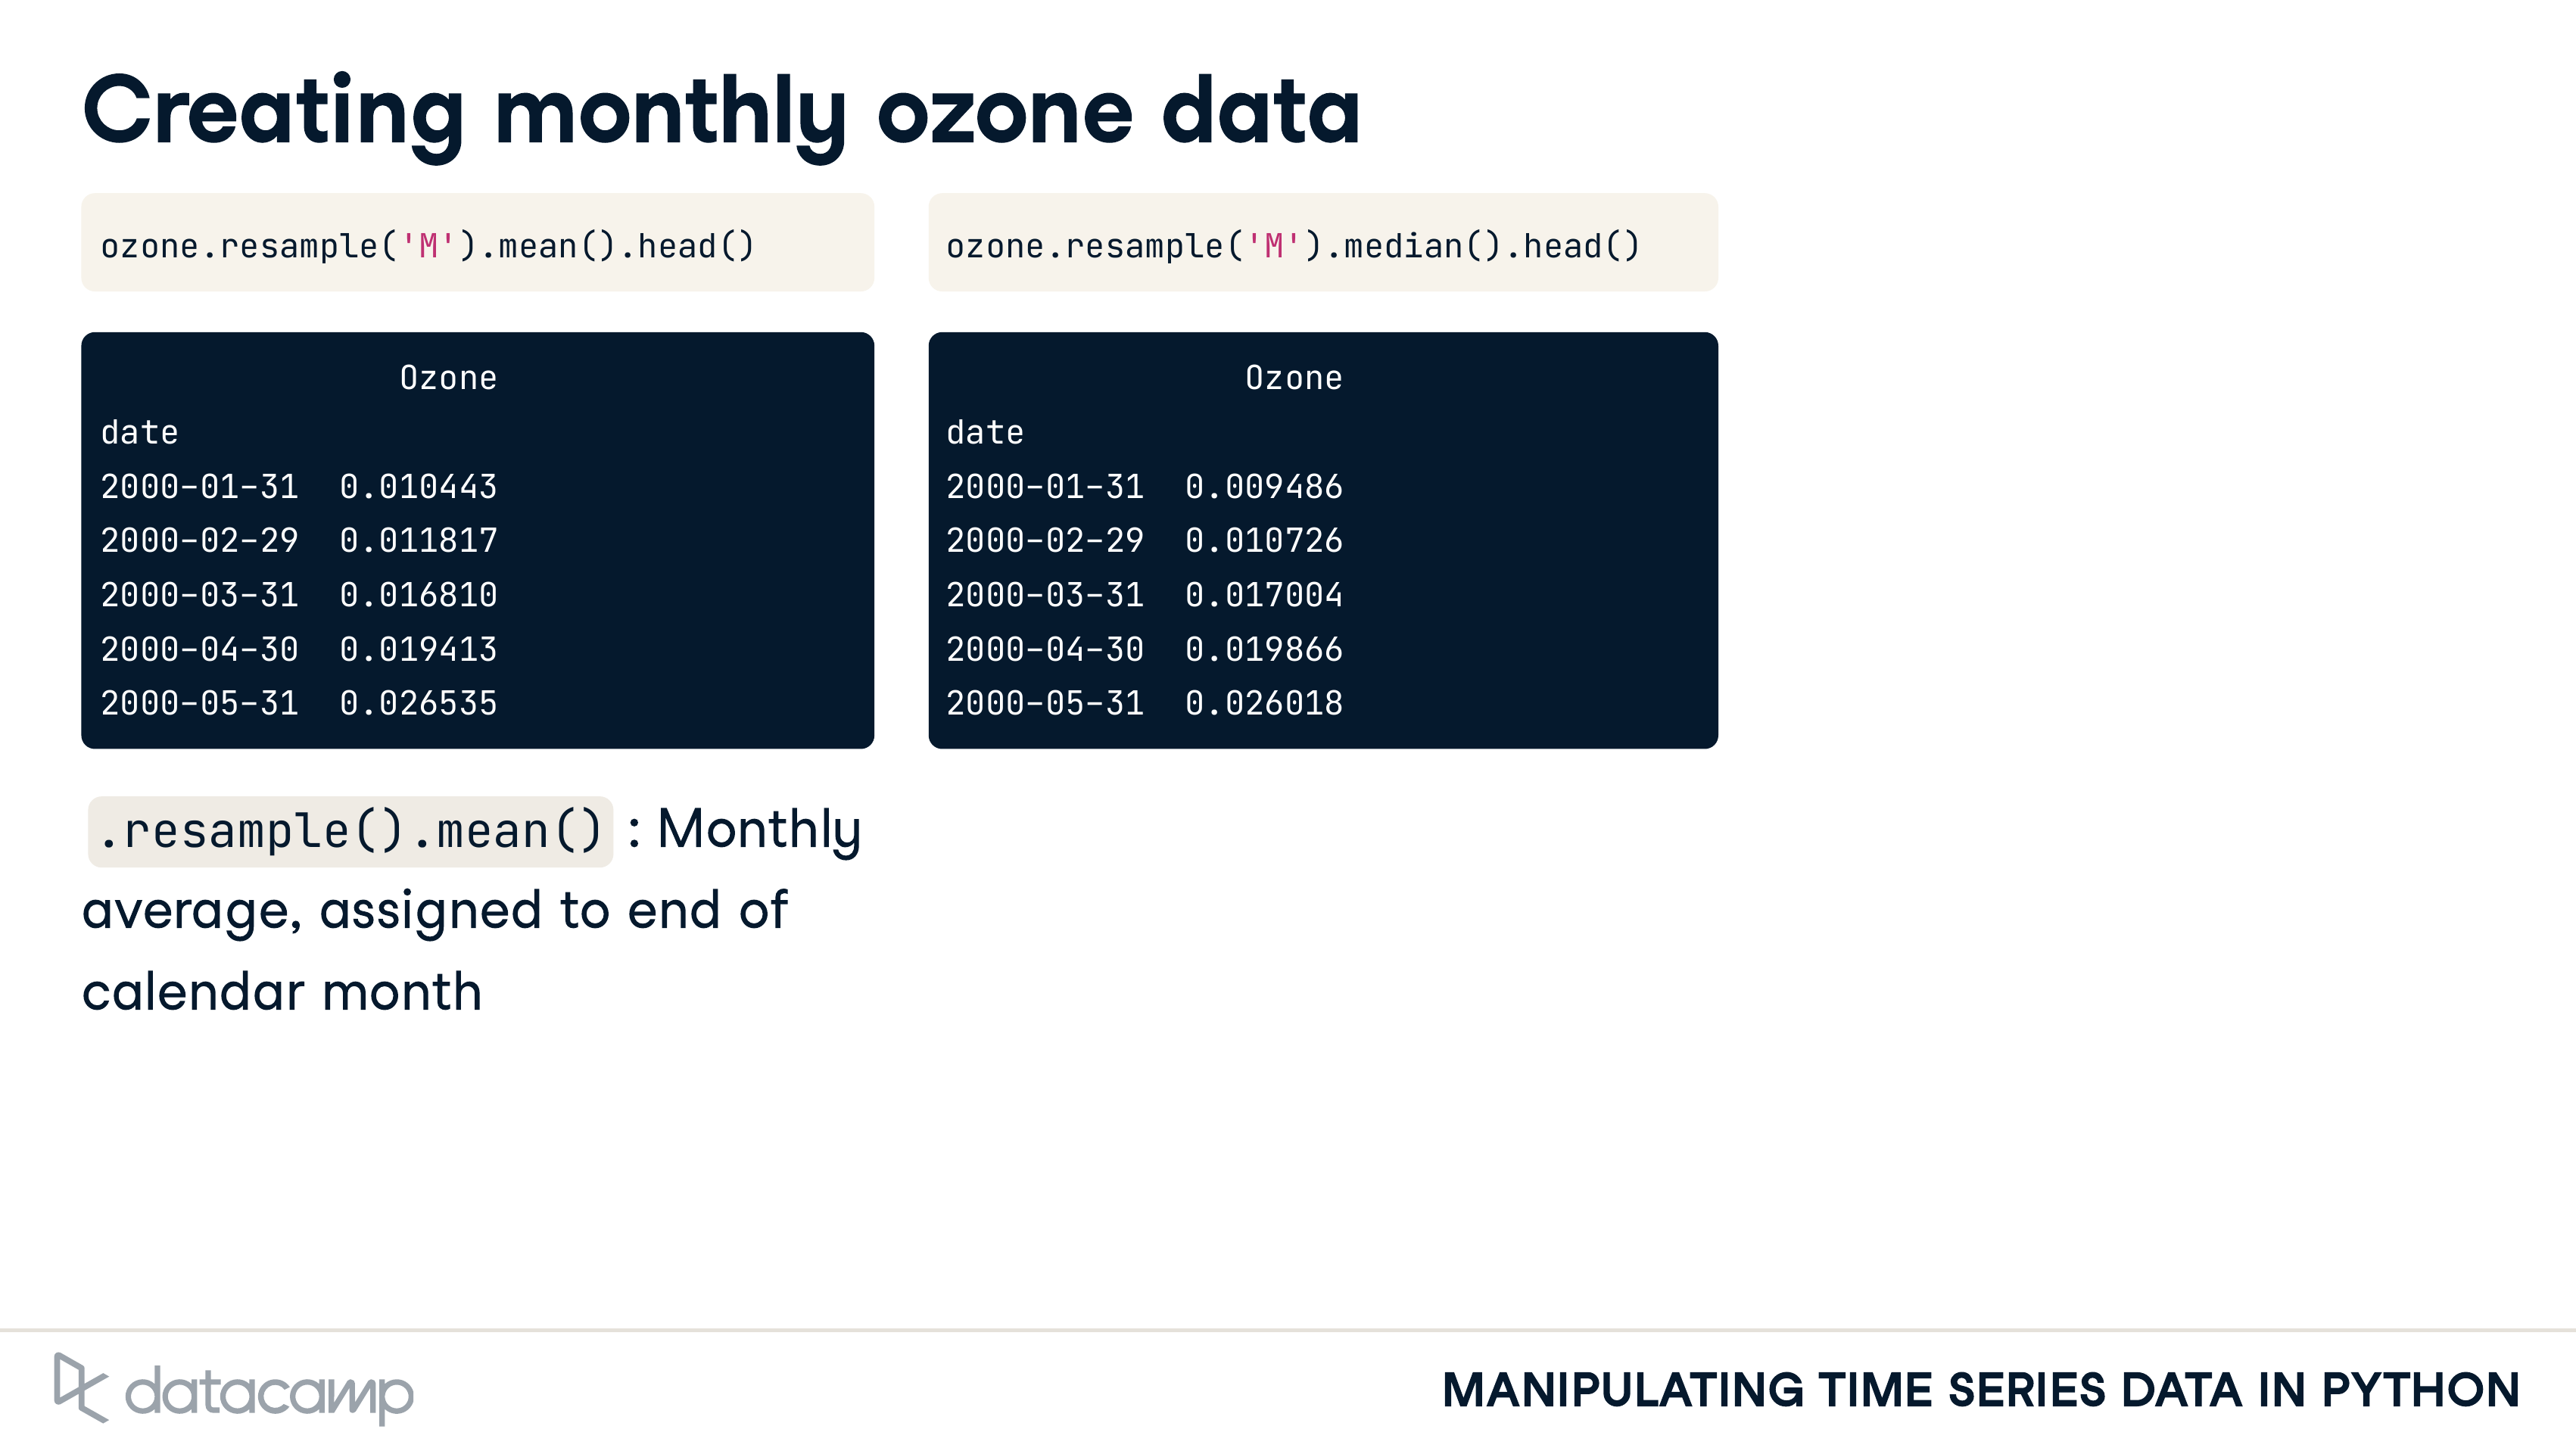 Creating monthly ozone data
ozone.resample('M').mean().head()
Ozone
date
2000-01-31 0.010443
2000-02-29 0.011817
2000-03-31 0.016810
2000-04-30 0.019413
2000-05-31 0.026535
.resample().mean() : Monthly
average, assigned to end of
calendar month
ozone.resample('M').median().head()
Ozone
date
2000-01-31 0.009486
2000-02-29 0.010726
2000-03-31 0.017004
2000-04-30 0.019866
2000-05-31 0.026018
datacamp
MANIPULATING TIME SERIES DATA IN PYTHON